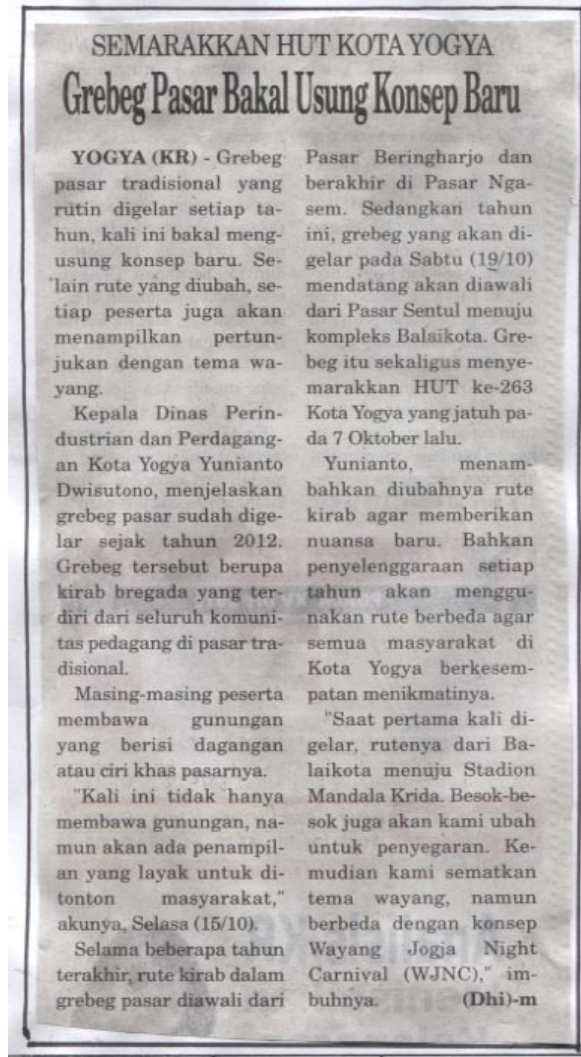 SEMARAKKAN HUT KOTA YOGYA
Grebeg Pasar Bakal Usung Konsep Baru
YOGYA (KR) - Grebeg
pasar tradisional yang
rutin digelar setiap ta-
hun, kali ini bakal meng-
usung konsep baru. Se-
lain rute yang diubah, se-
tiap peserta juga akan
menampilkan pertun-
jukan dengan tema wa-
yang.
Kepala Dinas Perin-
dustrian dan Perdagang-
an Kota Yogya Yunianto
Dwisutono, menjelaskan
grebeg pasar sudah dige-
lar sejak tahun 2012.
Grebeg tersebut berupa
kirab bregada yang ter-
diri dari seluruh komuni-
tas pedagang di pasar tra-
disional.
Masing-masing peserta
membawa gunungan
yang berisi dagangan
atau ciri khas pasarnya.
"Kali ini tidak hanya
membawa gunungan, na-
mun akan ada penampil-
an yang layak untuk di-
tonton masyarakat,"
akunya, Selasa (15/10).
Selama beberapa tahun
terakhir, rute kirab dalam
grebeg pasar diawali dari
Pasar Beringharjo dan
berakhir di Pasar Nga-
sem. Sedangkan tahun
ini, grebeg yang akan di-
gelar pada Sabtu (19/10)
mendatang akan diawali
dari Pasar Sentul menuju
kompleks Balaikota. Gre-
beg itu sekaligus menye-
marakkan HUT ke-263
Kota Yogya yang jatuh pa-
da 7 Oktober lalu.
Yunianto, menam-
bahkan diubahnya rute
kirab agar memberikan
nuansa baru. Bahkan
penyelenggaraan setiap
tahun akan menggu-
nakan rute berbeda agar
semua masyarakat di
Kota Yogya berkesem-
patan menikmatinya.
"Saat pertama kali di-
gelar, rutenya dari Ba-
laikota menuju Stadion
Mandala Krida. Besok-be-
sok juga akan kami ubah
untuk penyegaran. Ke-
mudian kami sematkan
tema wayang, namun
berbeda dengan konsep
Wayang Jogja Night
Carnival (WJNC)," im-
buhnya. (Dhi)-m